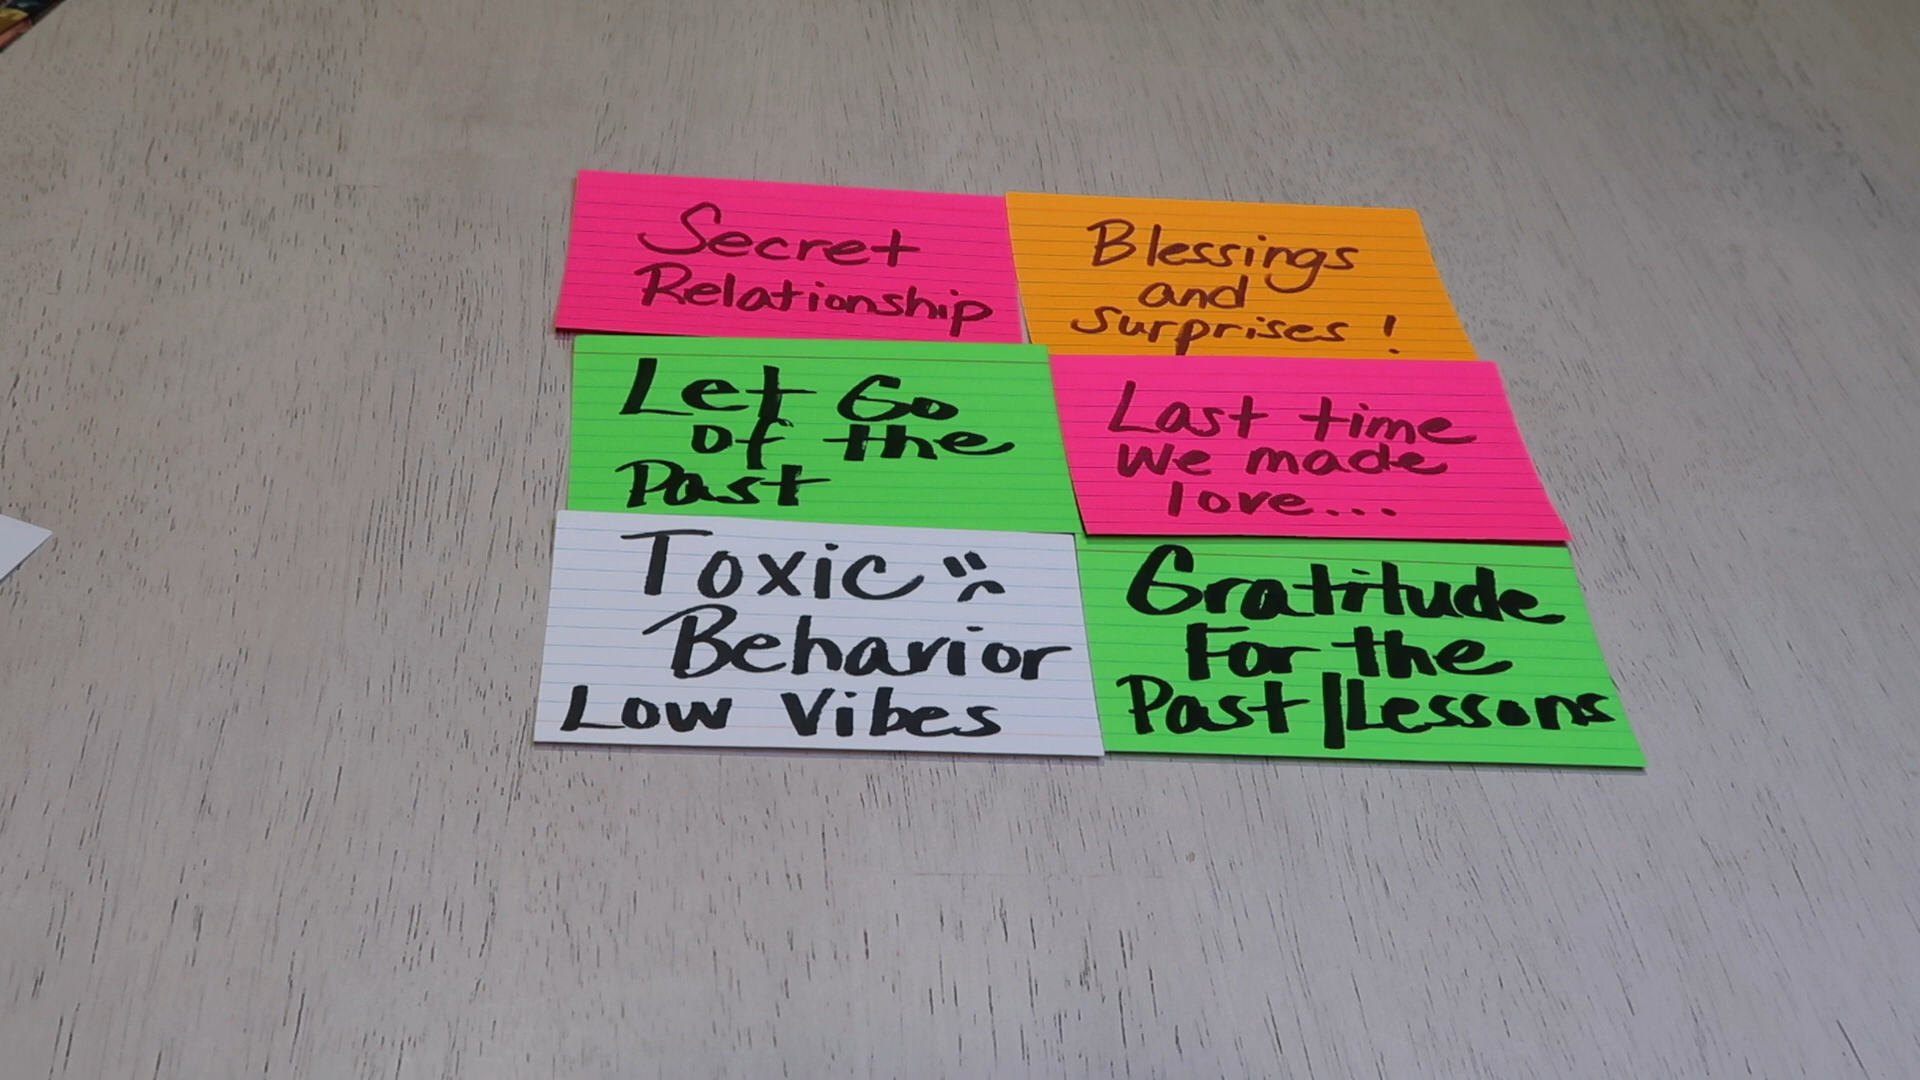 Secret
Relationship
Blessings
and
surprises!
Let Go
of the
Past
Last time
we made
love...
Toxic
Behavior
Low Vibes
Gratitude
For the
Past|Lessons